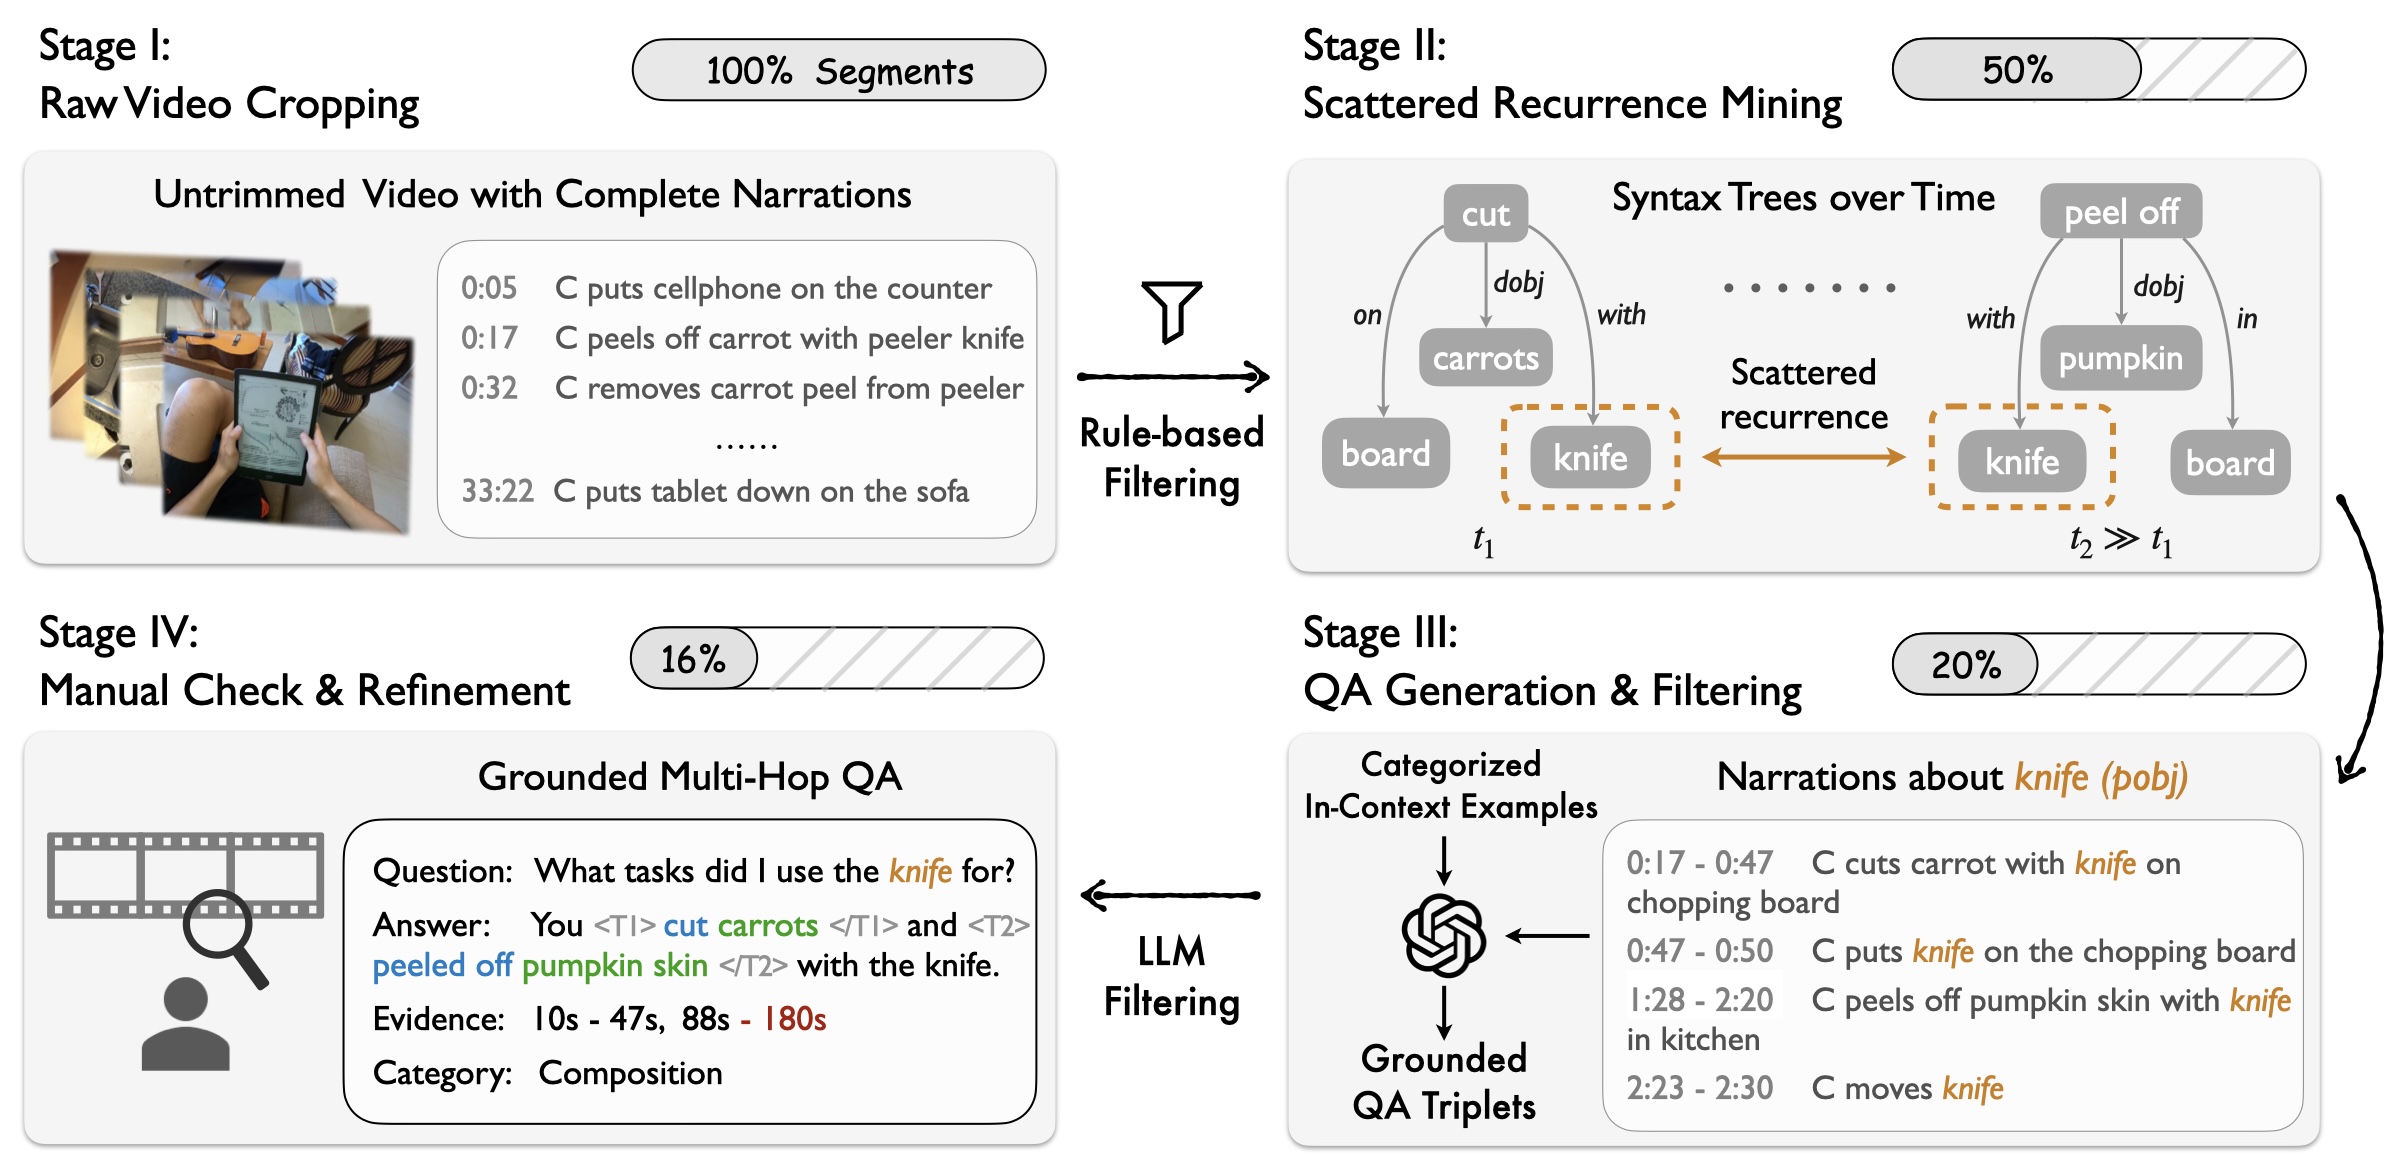 Stage I:
Raw Video Cropping
100% Segments
Untrimmed Video with Complete Narrations
0:05 C puts cellphone on the counter
0:17 C peels off carrot with peeler knife
0:32 C removes carrot peel from peeler
......
33:22 C puts tablet down on the sofa
Rule-based
Filtering
Stage II:
Scattered Recurrence Mining
50%
Syntax Trees over Time
cut
on
dobj
with
carrots
board
knife
t1
Scattered
recurrence
peel off
with
dobj
in
pumpkin
knife
board
t2 ≫ t1
Stage III:
QA Generation & Filtering
20%
Categorized
In-Context Examples
Grounded
QA Triplets
Narrations about knife (pobj)
0:17 - 0:47 C cuts carrot with knife on
chopping board
0:47 - 0:50 C puts knife on the chopping board
1:28 - 2:20 C peels off pumpkin skin with knife
in kitchen
2:23 - 2:30 C moves knife
LLM
Filtering
Stage IV:
Manual Check & Refinement
16%
Grounded Multi-Hop QA
Question: What tasks did I use the knife for?
Answer: You <T1> cut carrots </T1> and <T2>
peeled off pumpkin skin </T2> with the knife.
Evidence: 10s - 47s, 88s - 180s
Category: Composition